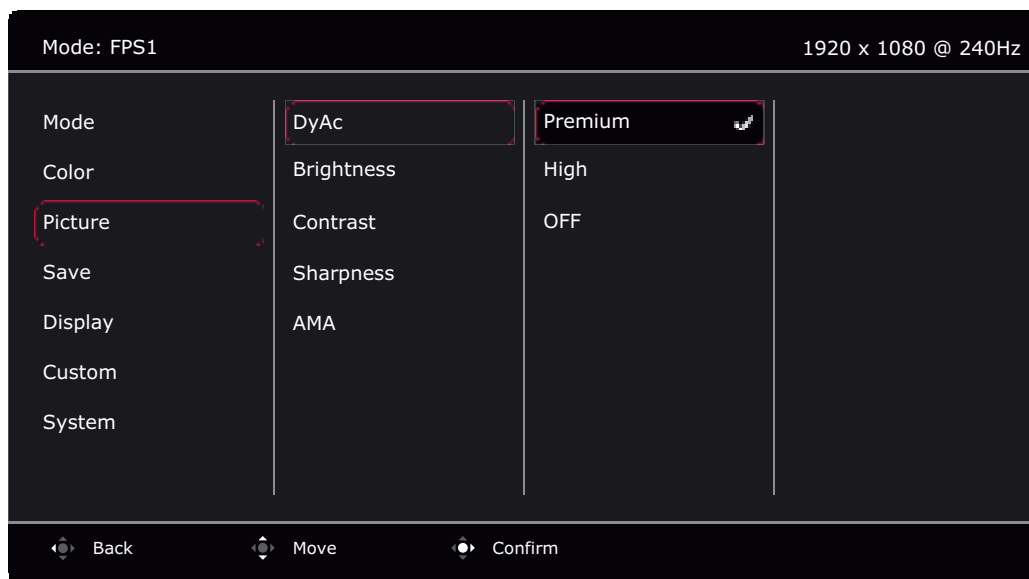 Mode: FPS1
1920 x 1080 @ 240Hz
Mode
Color
Picture
Save
Display
Custom
System
DyAc
Brightness
Contrast
Sharpness
AMA
Premium
High
OFF
Back
Move
Confirm